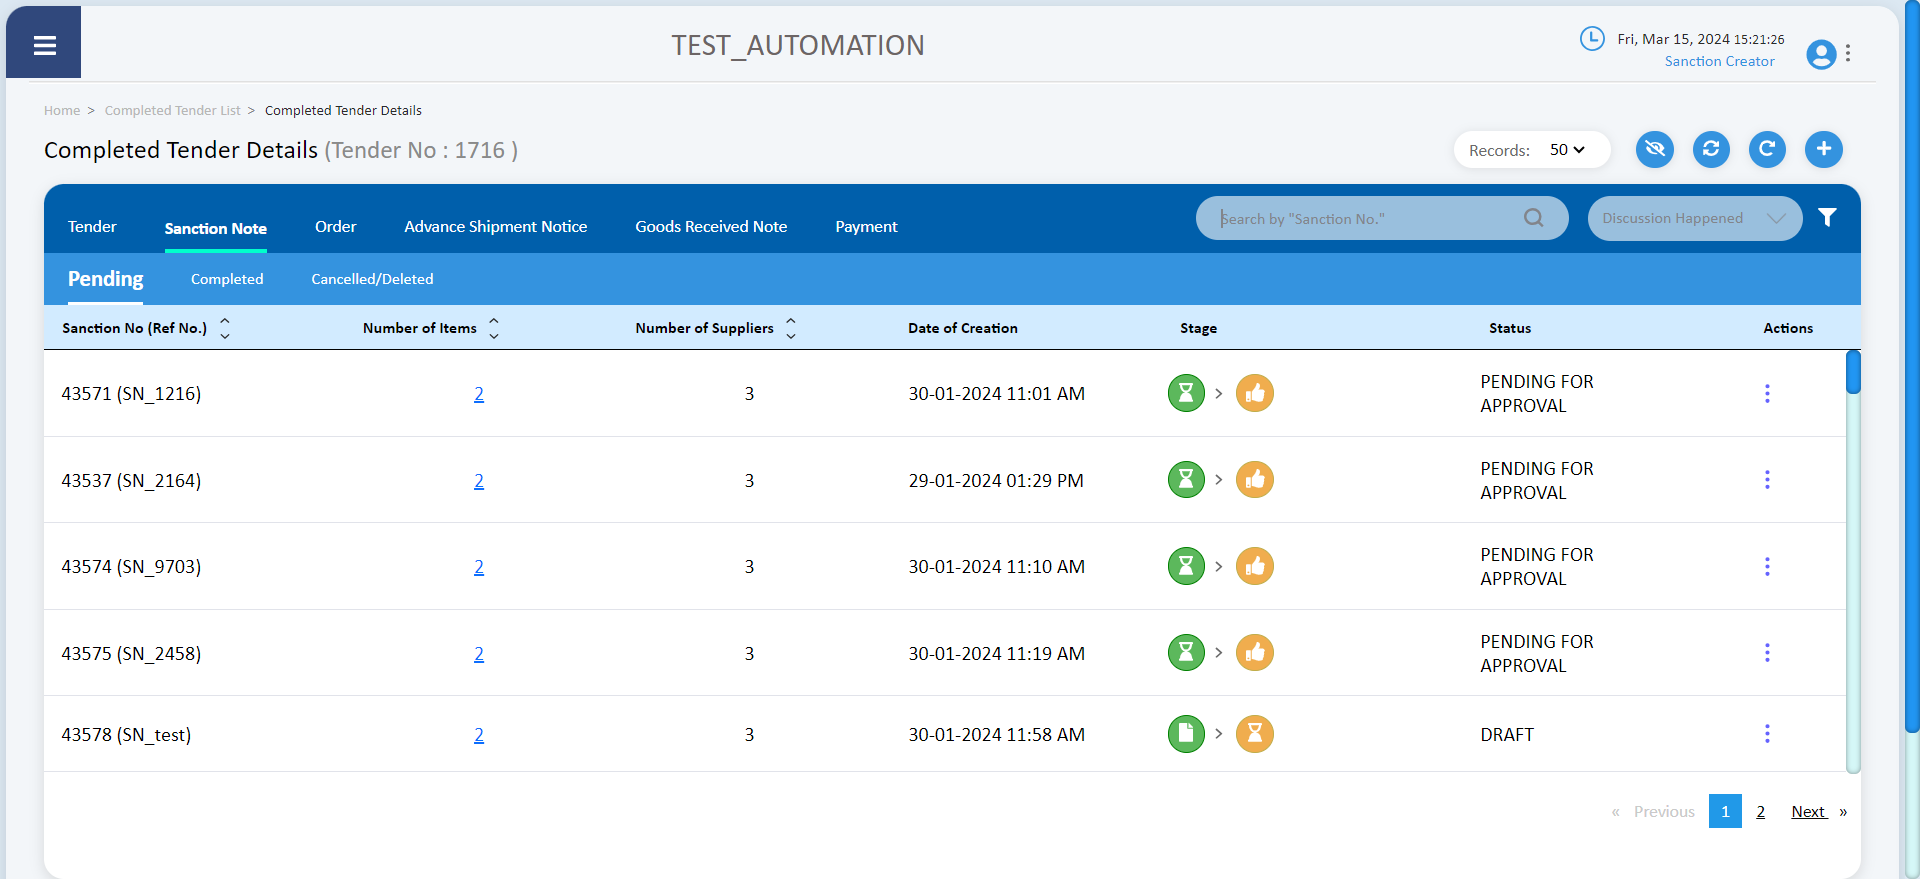 TEST_AUTOMATION
Fri, Mar 15, 2024 15:21:26
Sanction Creator
Home > Completed Tender List > Completed Tender Details
Completed Tender Details (Tender No : 1716 )
Records: 50
Tender Sanction Note Order Advance Shipment Notice Goods Received Note Payment
Search by "Sanction No."
Discussion Happened
Pending Completed Cancelled/Deleted
Sanction No (Ref No.) Number of Items Number of Suppliers Date of Creation Stage Status Actions
43571 (SN_1216) 2 3 30-01-2024 11:01 AM > PENDING FOR
APPROVAL
43537 (SN_2164) 2 3 29-01-2024 01:29 PM > PENDING FOR
APPROVAL
43574 (SN_9703) 2 3 30-01-2024 11:10 AM > PENDING FOR
APPROVAL
43575 (SN_2458) 2 3 30-01-2024 11:19 AM > PENDING FOR
APPROVAL
43578 (SN_test) 2 3 30-01-2024 11:58 AM > DRAFT
« Previous 1 2 Next »